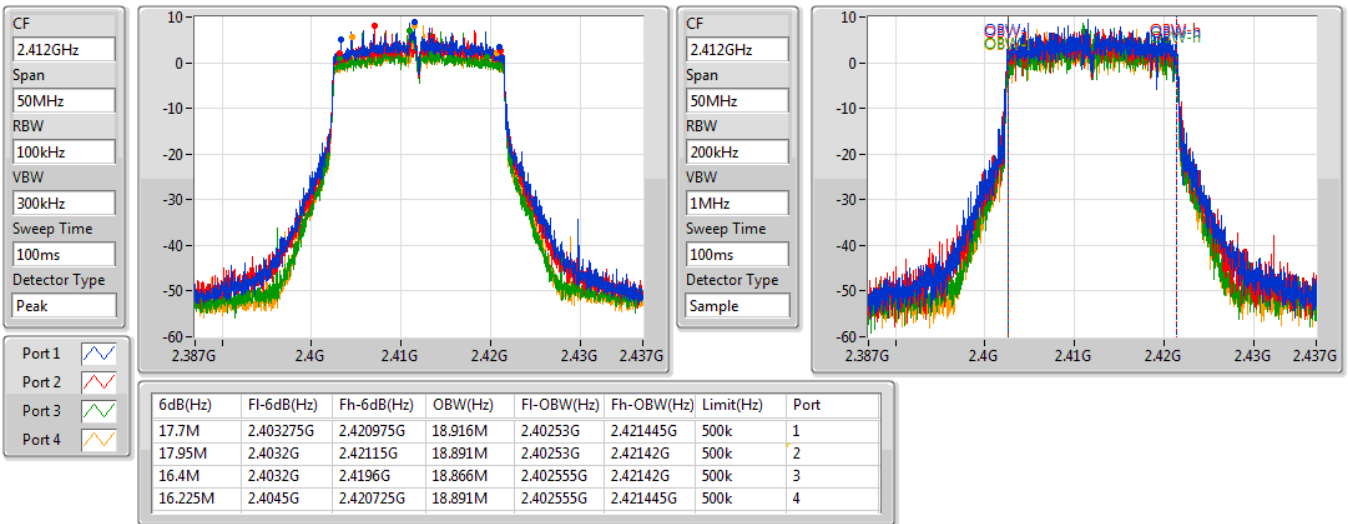 CF
2.412GHz
Span
50MHz
RBW
100kHz
VBW
300kHz
Sweep Time
100ms
Detector Type
Peak
10
0
-10
-20
-30
-40
-50
-60
2.387G 2.4G 2.41G 2.42G 2.43G 2.437G
CF
2.412GHz
Span
50MHz
RBW
200kHz
VBW
1MHz
Sweep Time
100ms
Detector Type
Sample
10
0
-10
-20
-30
-40
-50
-60
OBW-l OBW-h
2.387G 2.4G 2.41G 2.42G 2.43G 2.437G
Port 1
Port 2
Port 3
Port 4
6dB(Hz) Fl-6dB(Hz) Fh-6dB(Hz) OBW(Hz) Fl-OBW(Hz) Fh-OBW(Hz) Limit(Hz) Port
17.7M 2.403275G 2.420975G 18.916M 2.40253G 2.421445G 500k 1
17.95M 2.4032G 2.42115G 18.891M 2.40253G 2.42142G 500k 2
16.4M 2.4032G 2.4196G 18.866M 2.402555G 2.42142G 500k 3
16.225M 2.4045G 2.420725G 18.891M 2.402555G 2.421445G 500k 4